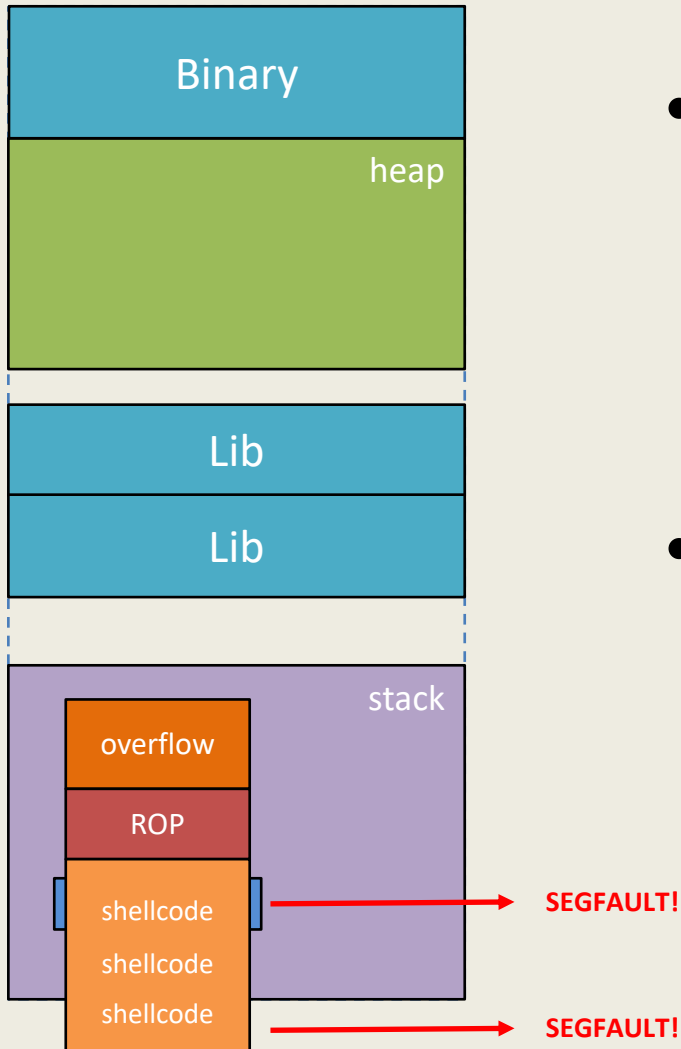 Binary
heap
Lib
Lib
stack
overflow
ROP
shellcode
SEGFAULT!
shellcode
shellcode
SEGFAULT!